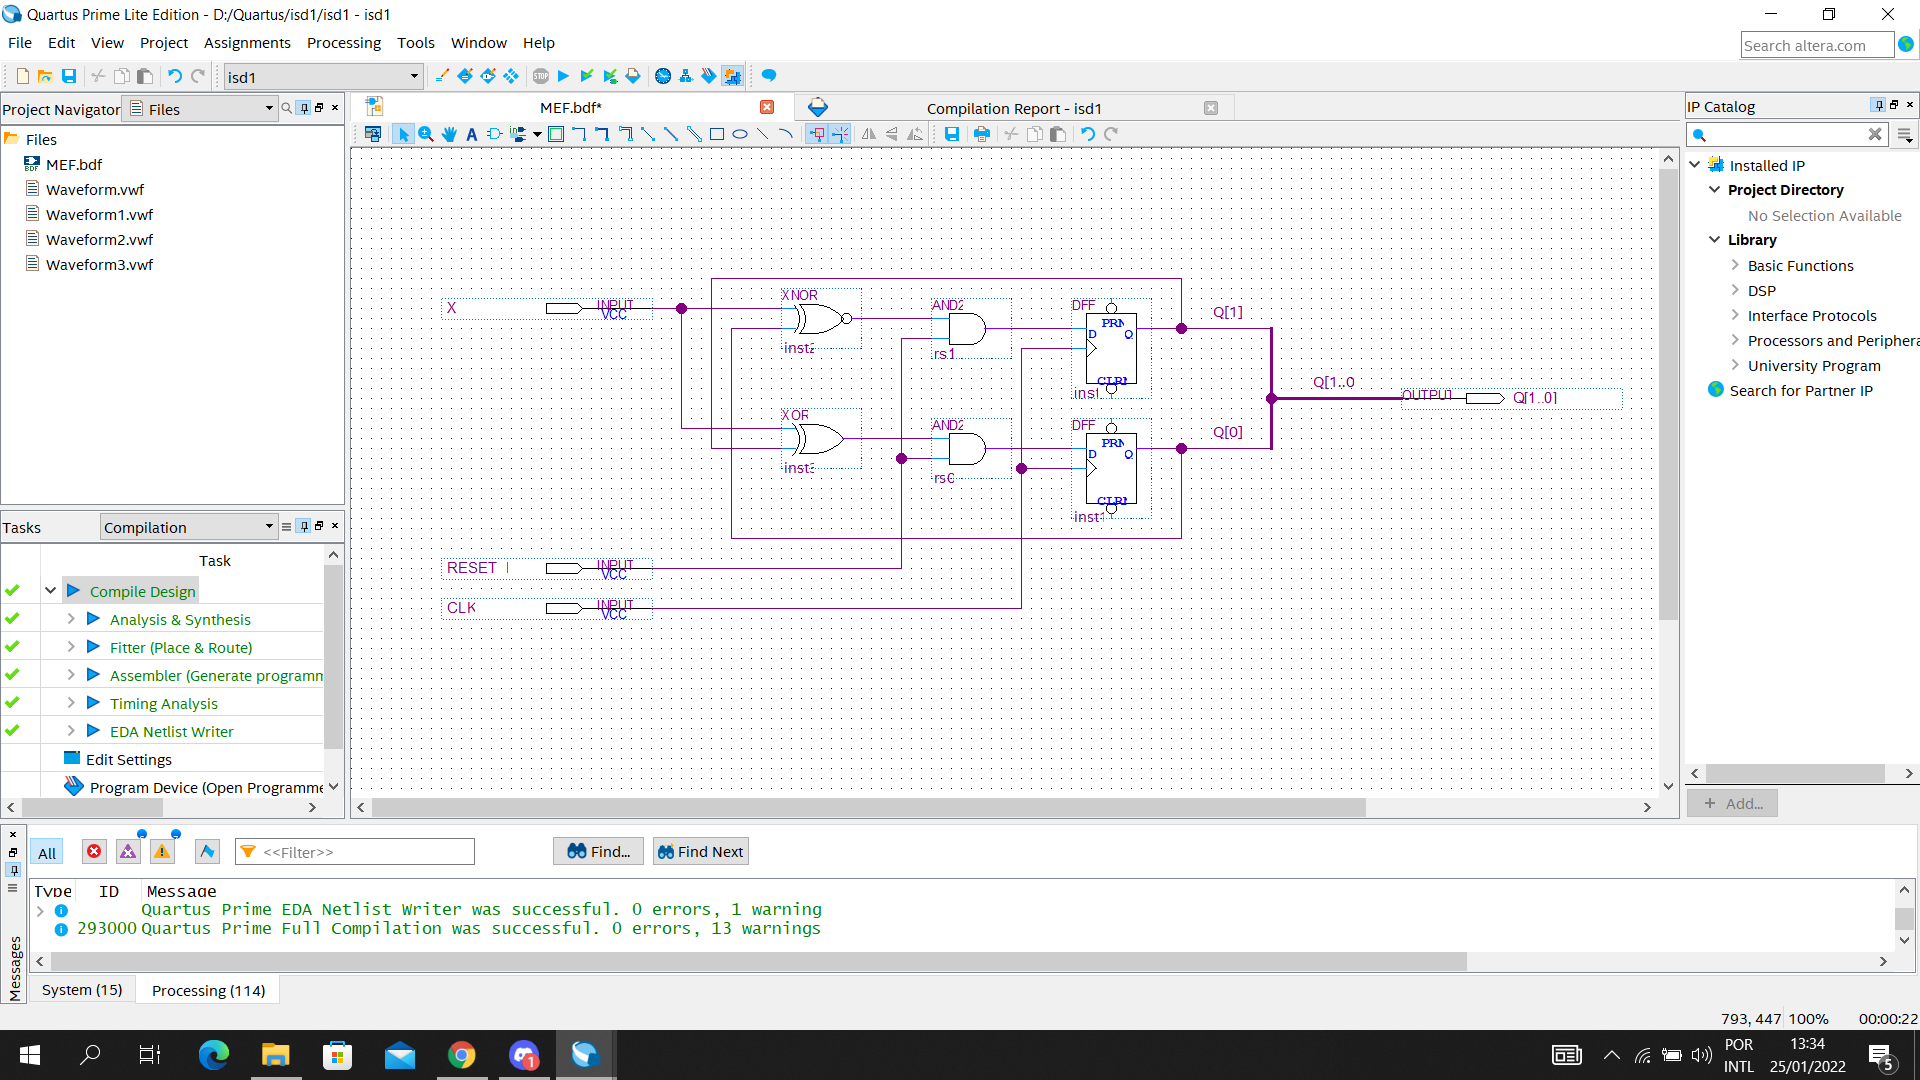 Quartus Prime Lite Edition - D:/Quartus/isd1/isd1 - isd1
File Edit View Project Assignments Processing Tools Window Help
Search altera.com
isd1
Project Navigator Files
Files
MEF.bdf
Waveform.vwf
Waveform1.vwf
Waveform2.vwf
Waveform3.vwf
Tasks Compilation
Task
Compile Design
Analysis & Synthesis
Fitter (Place & Route)
Assembler (Generate programm
Timing Analysis
EDA Netlist Writer
Edit Settings
Program Device (Open Programme
MEF.bdf*
Compilation Report - isd1
X INPUT
VCC
XNOR
inst2
AND2
rs1
DFF
PRN
D Q
CLRN
inst
Q[1]
XOR
inst3
AND2
rs0
DFF
PRN
D Q
CLRN
inst1
Q[0]
Q[1..0
OUTPUT Q[1..0]
RESET INPUT
VCC
CLK INPUT
VCC
IP Catalog
Installed IP
Project Directory
No Selection Available
Library
Basic Functions
DSP
Interface Protocols
Processors and Periphera
University Program
Search for Partner IP
+ Add...
All <<Filter>> Find... Find Next
Type ID Message
Quartus Prime EDA Netlist Writer was successful. 0 errors, 1 warning
293000 Quartus Prime Full Compilation was successful. 0 errors, 13 warnings
Messages
System (15) Processing (114)
793, 447 100% 00:00:22
POR
INTL
13:34
25/01/2022
5
1